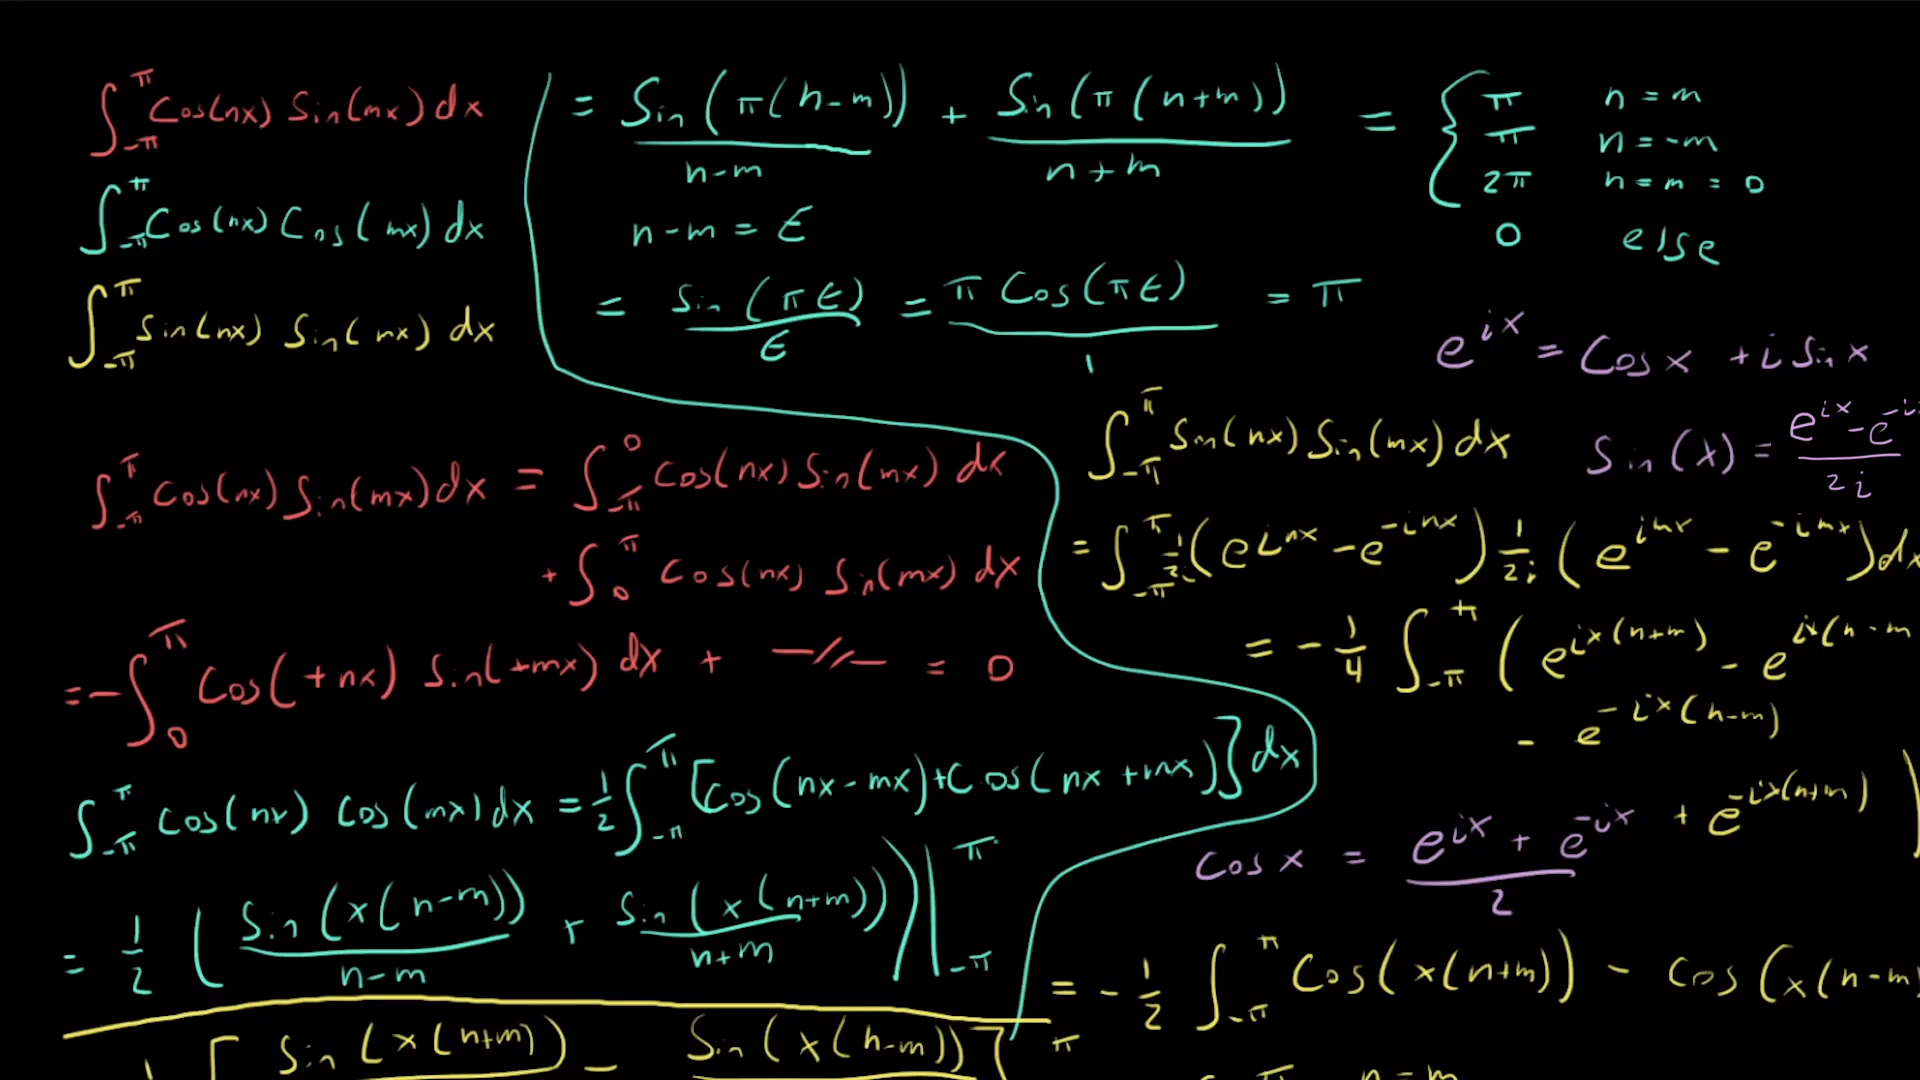 ∫_{-π}^{π} Cos(nx) Sin(mx) dx
∫_{-π}^{π} Cos(nx) Cos(mx) dx
∫_{-π}^{π} Sin(nx) Sin(mx) dx
∫_{-π}^{π} Cos(nx) Sin(mx) dx = ∫_{-π}^{0} Cos(nx) Sin(mx) dx
+ ∫_{0}^{π} Cos(nx) Sin(mx) dx
= - ∫_{0}^{π} Cos(+nx) Sin(+mx) dx + —//— = 0
∫_{-π}^{π} Cos(nx) Cos(mx) dx = 1/2 ∫_{-π}^{π} [Cos(nx - mx) + Cos(nx + mx)] dx
= 1/2 ( Sin(x(n-m))/(n-m) + Sin(x(n+m))/(n+m) ) |_{-π}^{π}
= Sin(π(n-m))/(n-m) + Sin(π(n+m))/(n+m) = { π n = m
π n = -m
2π n = m = 0
0 else
n - m = ε
= Sin(πε)/ε = π Cos(πε)/1 = π
e^{ix} = Cos x + i Sin x
∫_{-π}^{π} Sin(nx) Sin(mx) dx
Sin(x) = (e^{ix} - e^{-ix})/2i
= ∫_{-π}^{π} 1/2i (e^{inx} - e^{-inx}) 1/2i (e^{imx} - e^{-imx}) dx
= - 1/4 ∫_{-π}^{π} ( e^{ix(n+m)} - e^{ix(n-m
- e^{-ix(n-m)}
+ e^{-ix(n+m)} )
Cos x = (e^{ix} + e^{-ix})/2
= - 1/2 ∫_{-π}^{π} Cos(x(n+m)) - Cos(x(n-m)
[ Sin(x(n+m)) - Sin(x(n-m)) ] π
π n = m